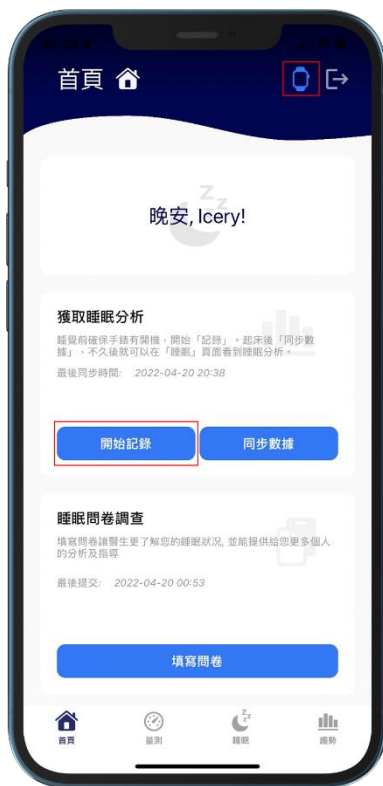 首頁
晚安, Icery!
獲取睡眠分析
睡覺前確保手錶有開機，開始「記錄」。起床後「同步數
據」，不久後就可以在「睡眠」頁面看到睡眠分析。
最後同步時間: 2022-04-20 20:38
開始記錄 同步數據
睡眠問卷調查
填寫問卷讓醫生更了解您的睡眠狀況, 並能提供給您更多個人
的分析及指導
最後提交: 2022-04-20 00:53
填寫問卷
首頁 量測 睡眠 趨勢